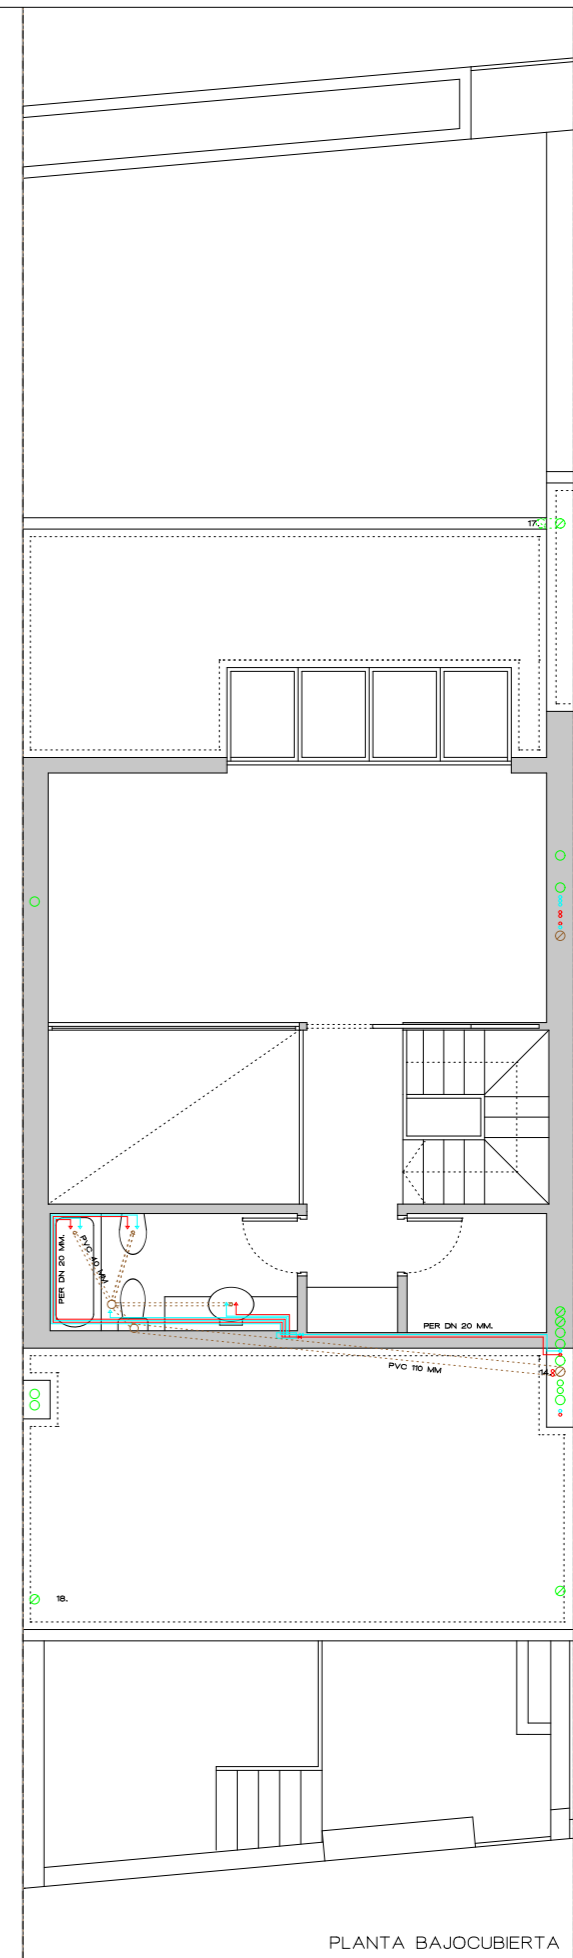 17.
PER DN 20 MM.
PVC 40 MM
PER DN 20 MM.
PVC 110 MM
14.
18.
PLANTA BAJOCUBIERTA